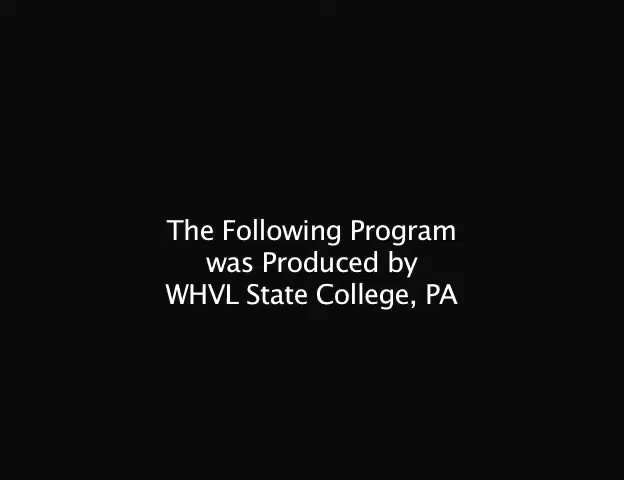 The Following Program
was Produced by
WHVL State College, PA